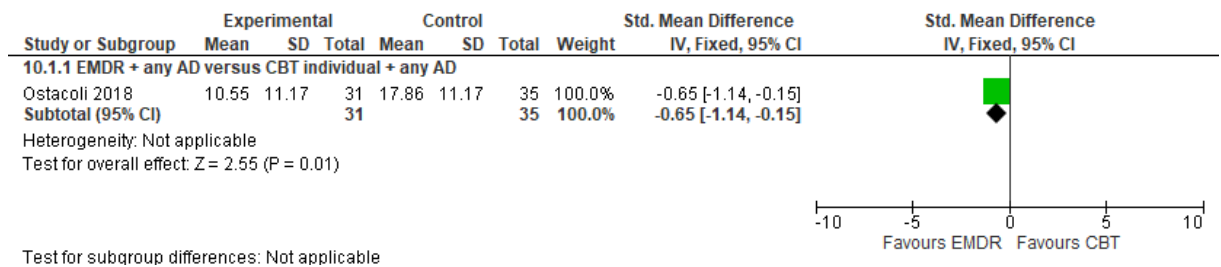 Experimental Control Std. Mean Difference Std. Mean Difference
Study or Subgroup Mean SD Total Mean SD Total Weight IV, Fixed, 95% CI IV, Fixed, 95% CI
10.1.1 EMDR + any AD versus CBT individual + any AD
Ostacoli 2018 10.55 11.17 31 17.86 11.17 35 100.0% -0.65 [-1.14, -0.15]
Subtotal (95% CI) 31 35 100.0% -0.65 [-1.14, -0.15]
Heterogeneity: Not applicable
Test for overall effect: Z = 2.55 (P = 0.01)
-10 -5 0 5 10
Favours EMDR Favours CBT
Test for subgroup differences: Not applicable